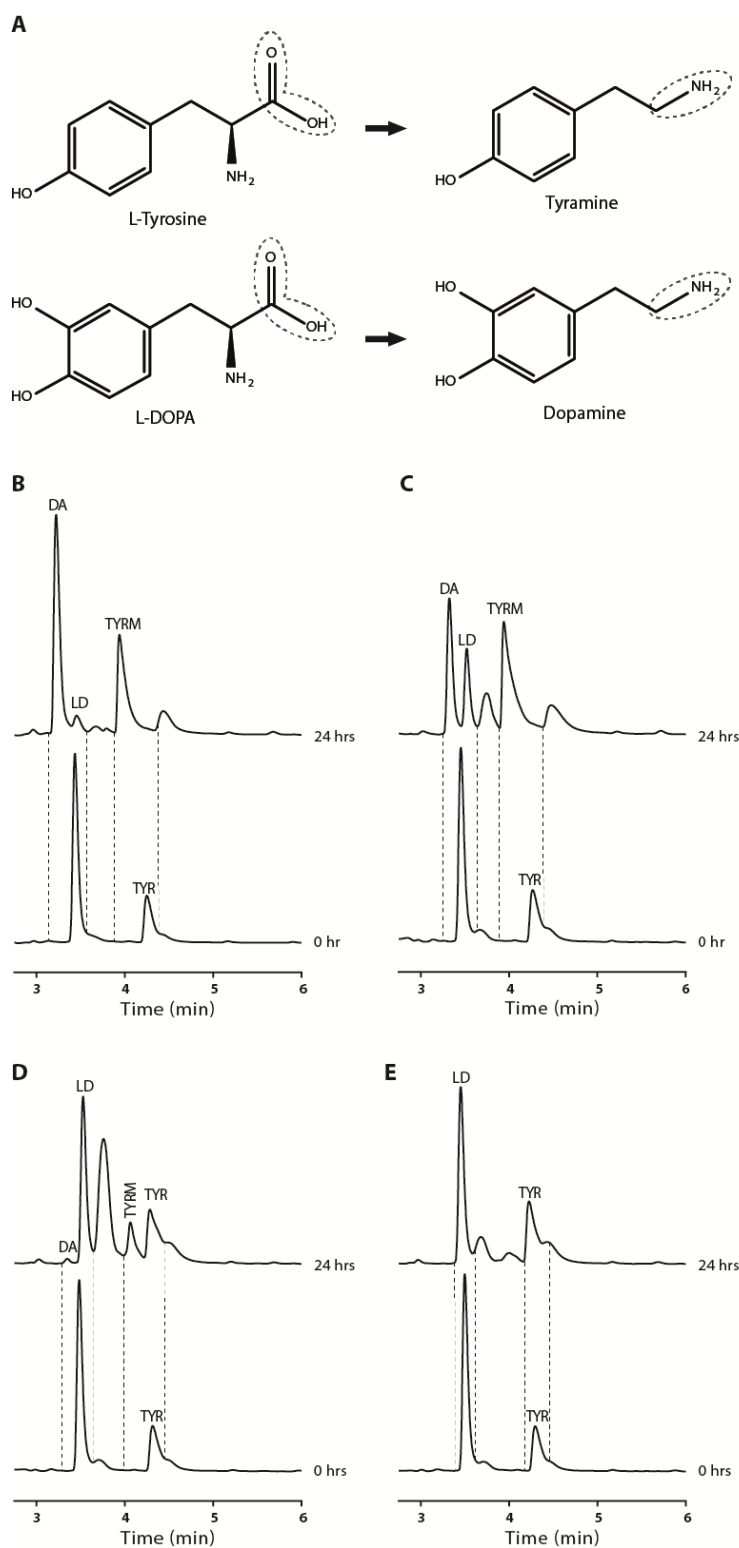 A
O
OH
HO
NH2
L-Tyrosine
NH2
HO
Tyramine
O
HO
OH
HO
NH2
L-DOPA
HO
NH2
HO
Dopamine
B
DA
LD
TYRM
24 hrs
TYR
0 hr
3 4 5 6
Time (min)
C
DA
LD
TYRM
24 hrs
TYR
0 hr
3 4 5 6
Time (min)
D
LD
DA
TYRM
TYR
24 hrs
TYR
0 hrs
3 4 5 6
Time (min)
E
LD
TYR
24 hrs
TYR
0 hrs
3 4 5 6
Time (min)